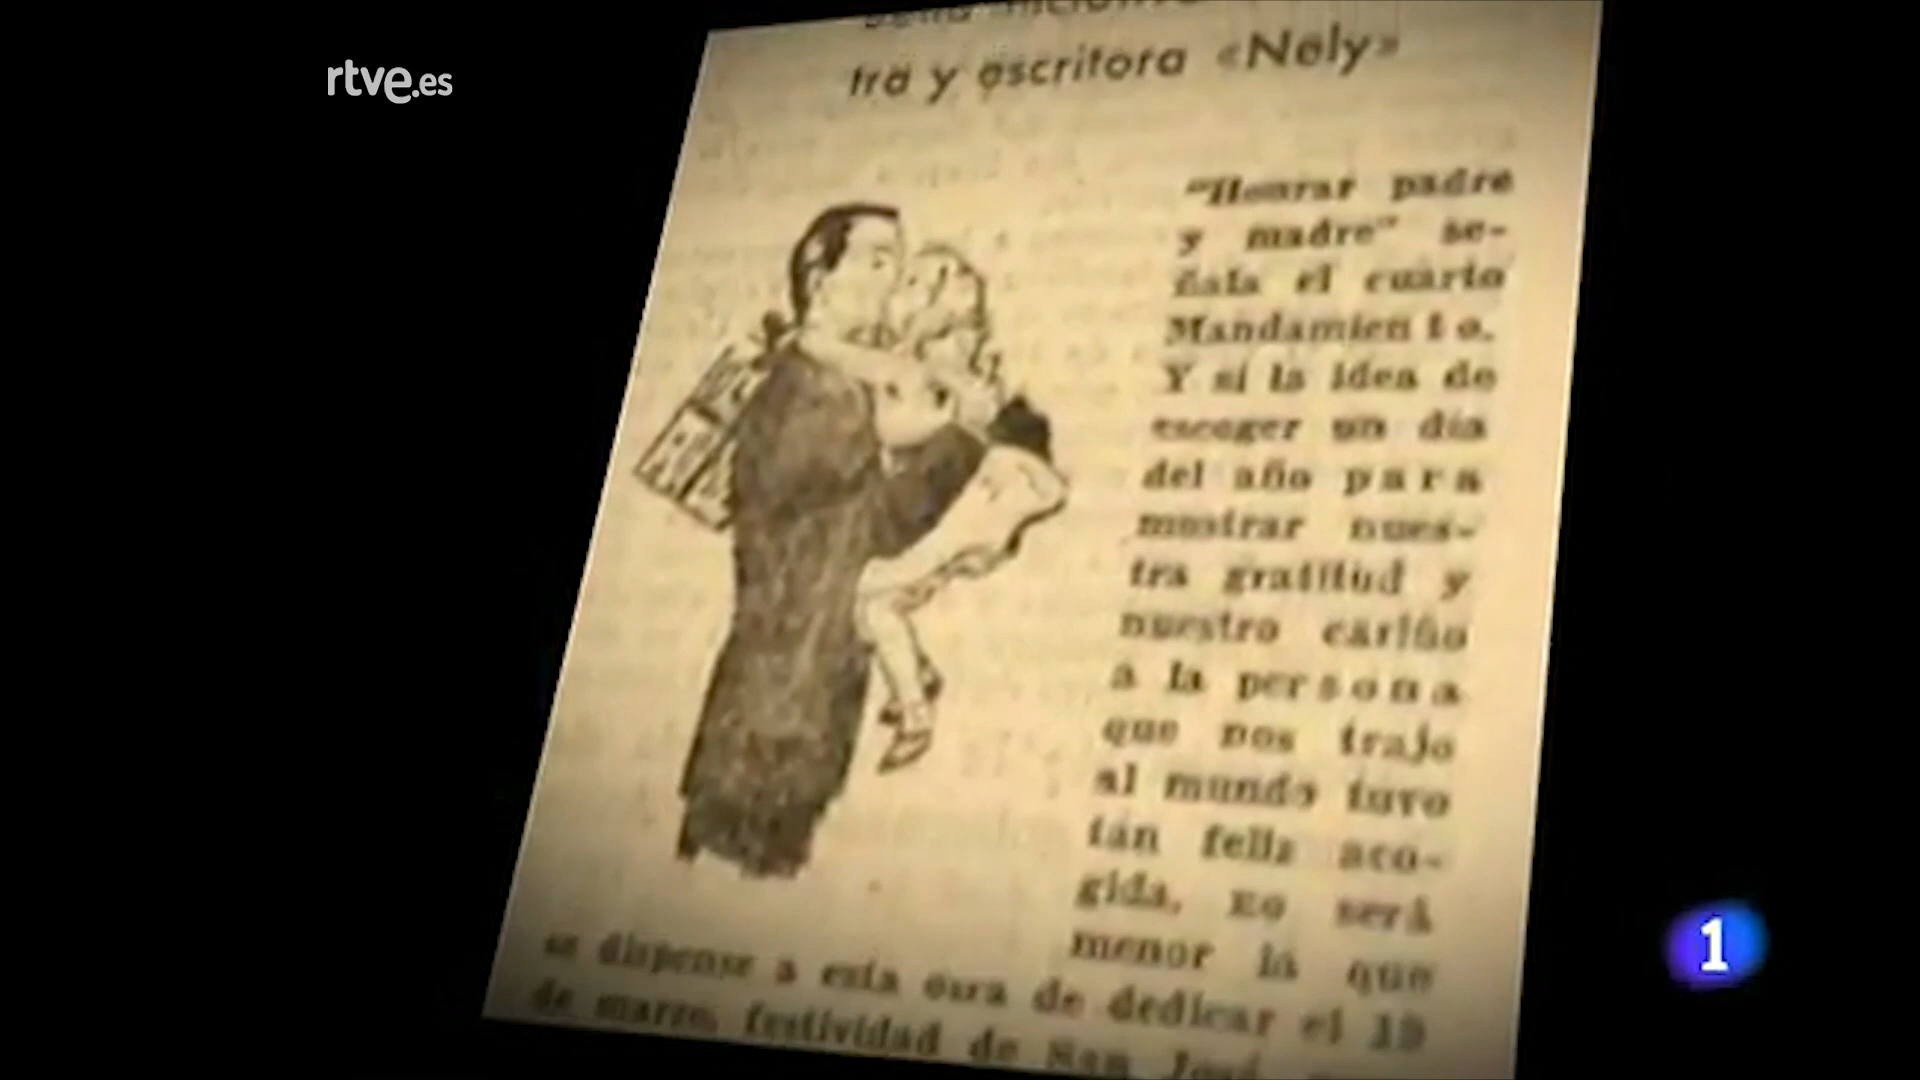 rtve.es
tra y escritora «Nely»
"Honrar padre
y madre" se-
ñala el cuarto
Mandamiento.
Y si la idea de
escoger un día
del año para
mostrar nues-
tra gratitud y
nuestro cariño
a la persona
que nos trajo
al mundo tuvo
tan feliz aco-
gida, no será
menor la que
se dispense a esta otra de dedicar el 19
de marzo, festividad de San José
1